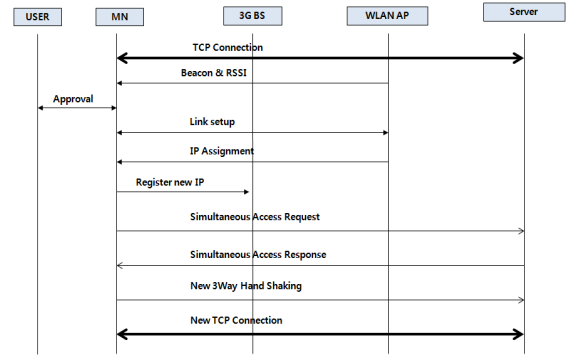 USER
MN
3G BS
WLAN AP
Server
TCP Connection
Beacon & RSSI
Approval
Link setup
IP Assignment
Register new IP
Simultaneous Access Request
Simultaneous Access Response
New 3Way Hand Shaking
New TCP Connection